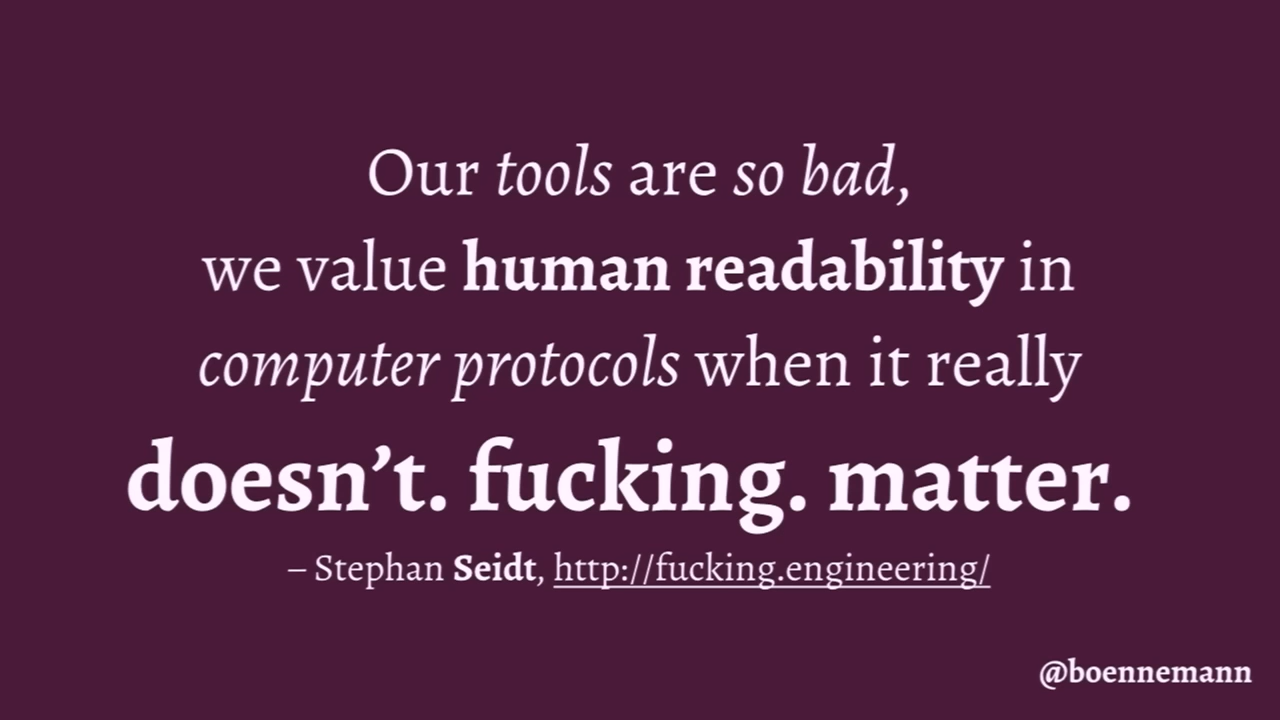 Our tools are so bad,
we value human readability in
computer protocols when it really
doesn’t. fucking. matter.
– Stephan Seidt, http://fucking.engineering/
@boennemann